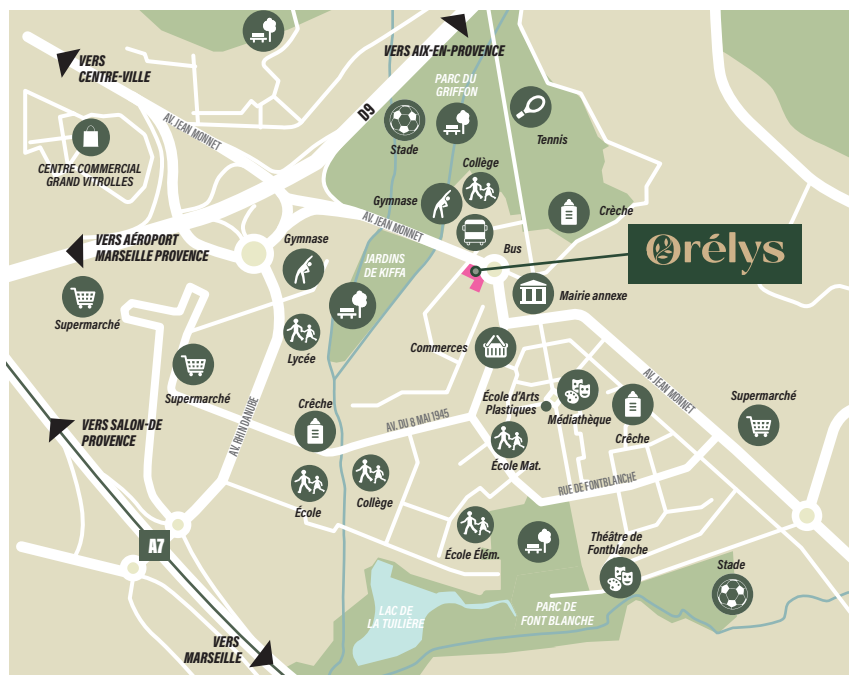 VERS
CENTRE-VILLE
VERS AIX-EN-PROVENCE
PARC DU
GRIFFON
D9
AV. JEAN MONNET
Stade
Tennis
CENTRE COMMERCIAL
GRAND VITROLLES
Collège
Gymnase
Crèche
AV. JEAN MONNET
Bus
Orélys
VERS AÉROPORT
MARSEILLE PROVENCE
Gymnase
JARDINS
DE KIFFA
Mairie annexe
Supermarché
Lycée
Commerces
Supermarché
AV. JEAN MONNET
Crêche
AV. DU 8 MAI 1945
École d'Arts
Plastiques
Médiathèque
Crêche
Supermarché
AV. RHIN DANUBE
VERS SALON-DE
PROVENCE
École Mat.
RUE DE FONTBLANCHE
École
Collège
A7
École Élém.
Théâtre de
Fontblanche
Stade
LAC DE
LA TUILIÈRE
PARC DE
FONT BLANCHE
VERS
MARSEILLE